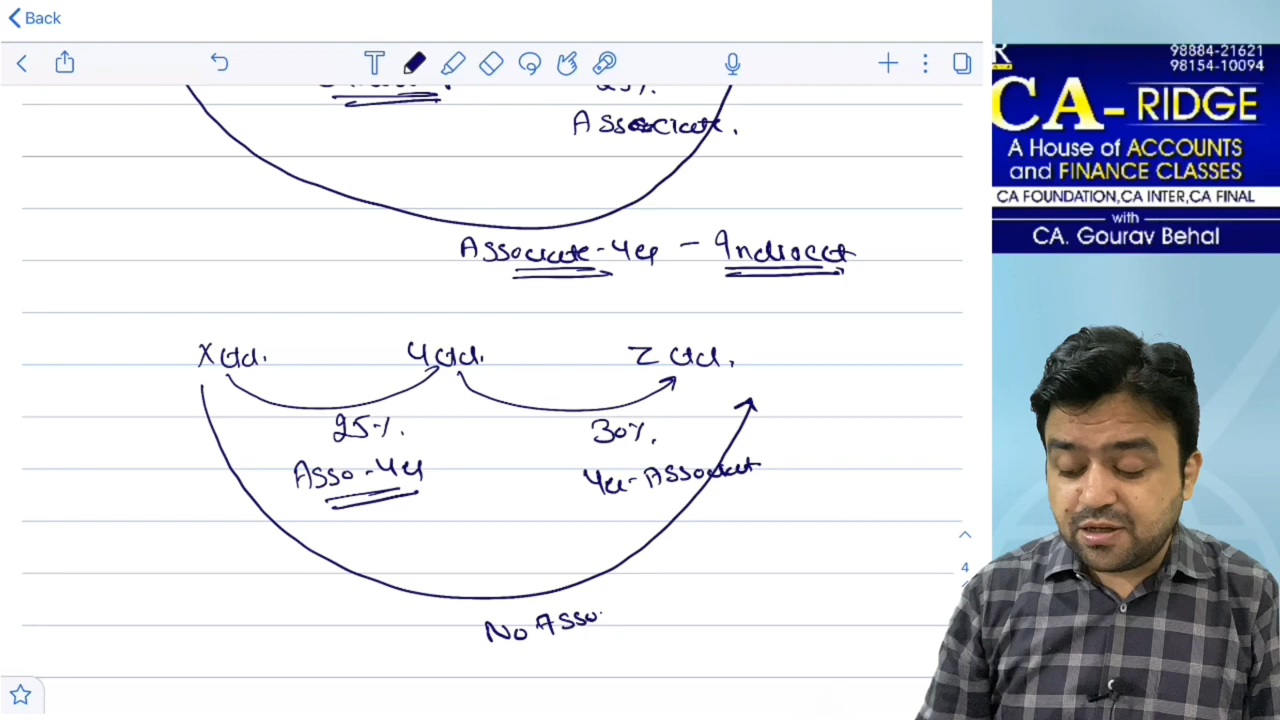 Back
98884-21621
98154-10094
R
CA-RIDGE
A House of ACCOUNTS
and FINANCE CLASSES
CA FOUNDATION,CA INTER,CA FINAL
with
CA. Gourav Behal
25%.
Associate.
Associate-Yes - Indirect
X Ltd. Y Ltd. Z Ltd.
25%. 30%.
Asso-Yes Yes-Associate
No Asso.
4